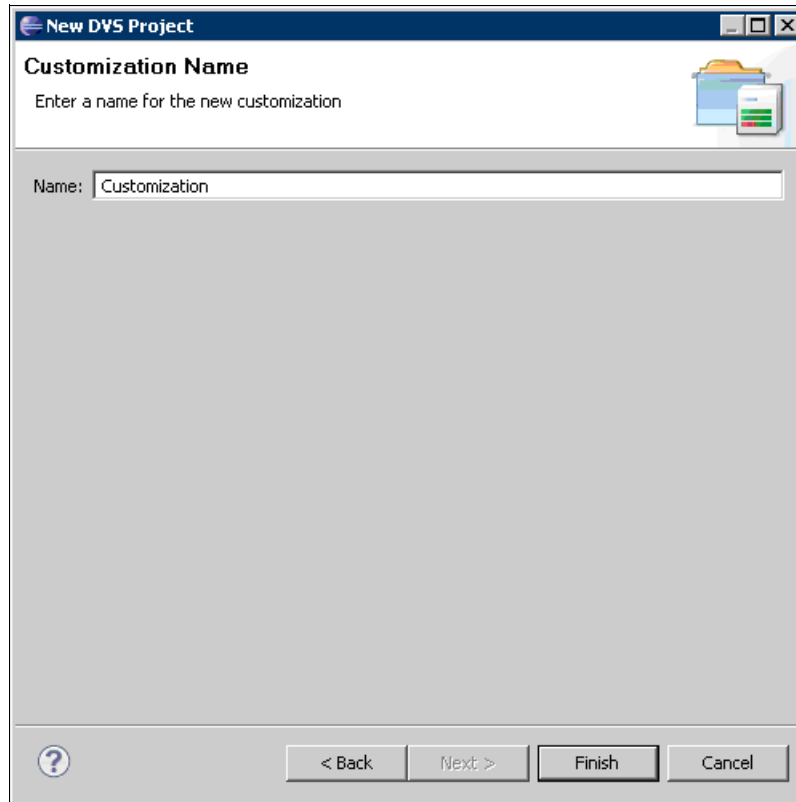 New DVS Project
Customization Name
Enter a name for the new customization
Name: Customization
? < Back Next > Finish Cancel